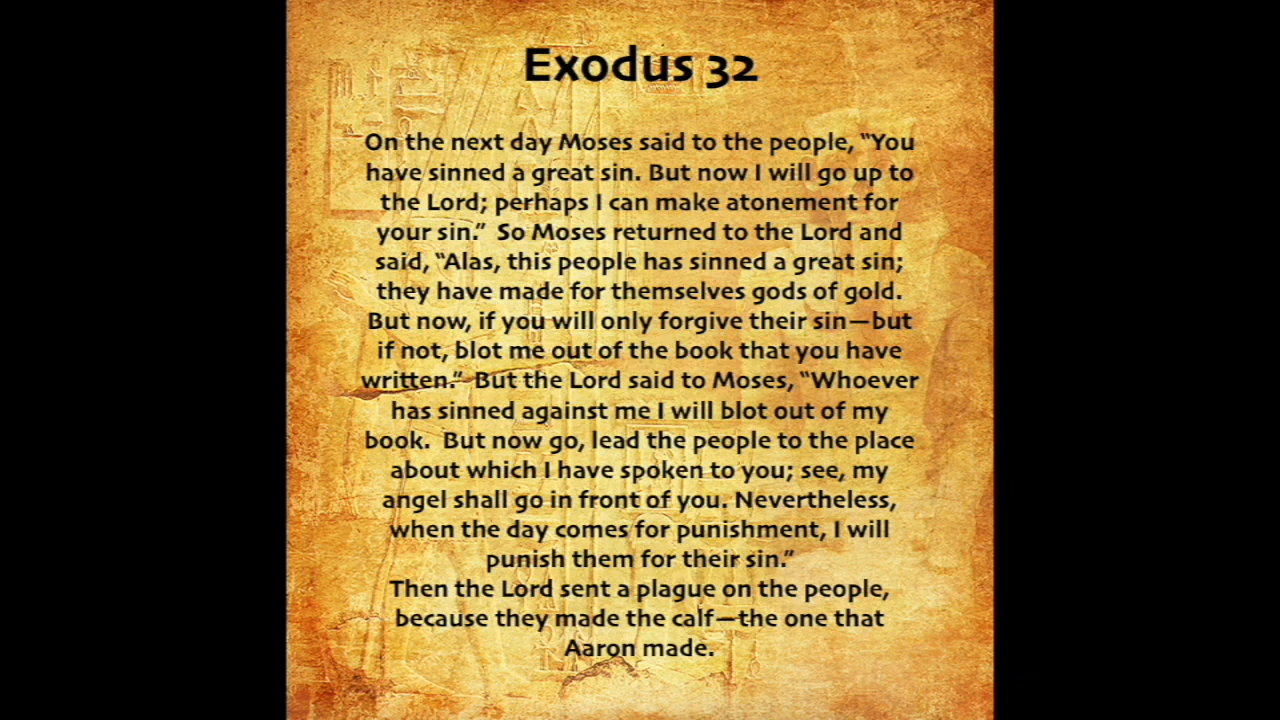 Exodus 32
On the next day Moses said to the people, “You
have sinned a great sin. But now I will go up to
the Lord; perhaps I can make atonement for
your sin.”  So Moses returned to the Lord and
said, “Alas, this people has sinned a great sin;
they have made for themselves gods of gold.
But now, if you will only forgive their sin—but
if not, blot me out of the book that you have
written.”  But the Lord said to Moses, “Whoever
has sinned against me I will blot out of my
book.  But now go, lead the people to the place
about which I have spoken to you; see, my
angel shall go in front of you. Nevertheless,
when the day comes for punishment, I will
punish them for their sin.”
Then the Lord sent a plague on the people,
because they made the calf—the one that
Aaron made.